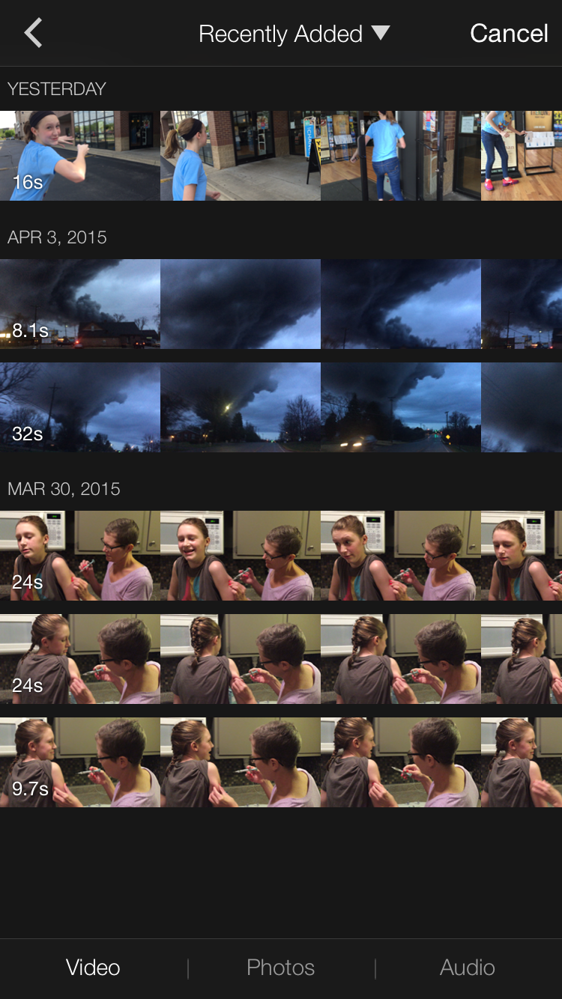 Recently Added ▼
Cancel
YESTERDAY
16s
APR 3, 2015
8.1s
32s
MAR 30, 2015
24s
24s
9.7s
Video
Photos
Audio